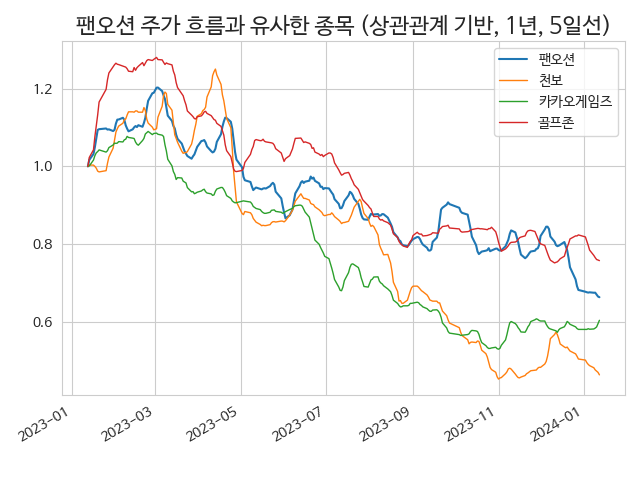 팬오션 주가 흐름과 유사한 종목 (상관관계 기반, 1년, 5일선)
팬오션
천보
카카오게임즈
골프존
1.2
1.0
0.8
0.6
2023-01
2023-03
2023-05
2023-07
2023-09
2023-11
2024-01